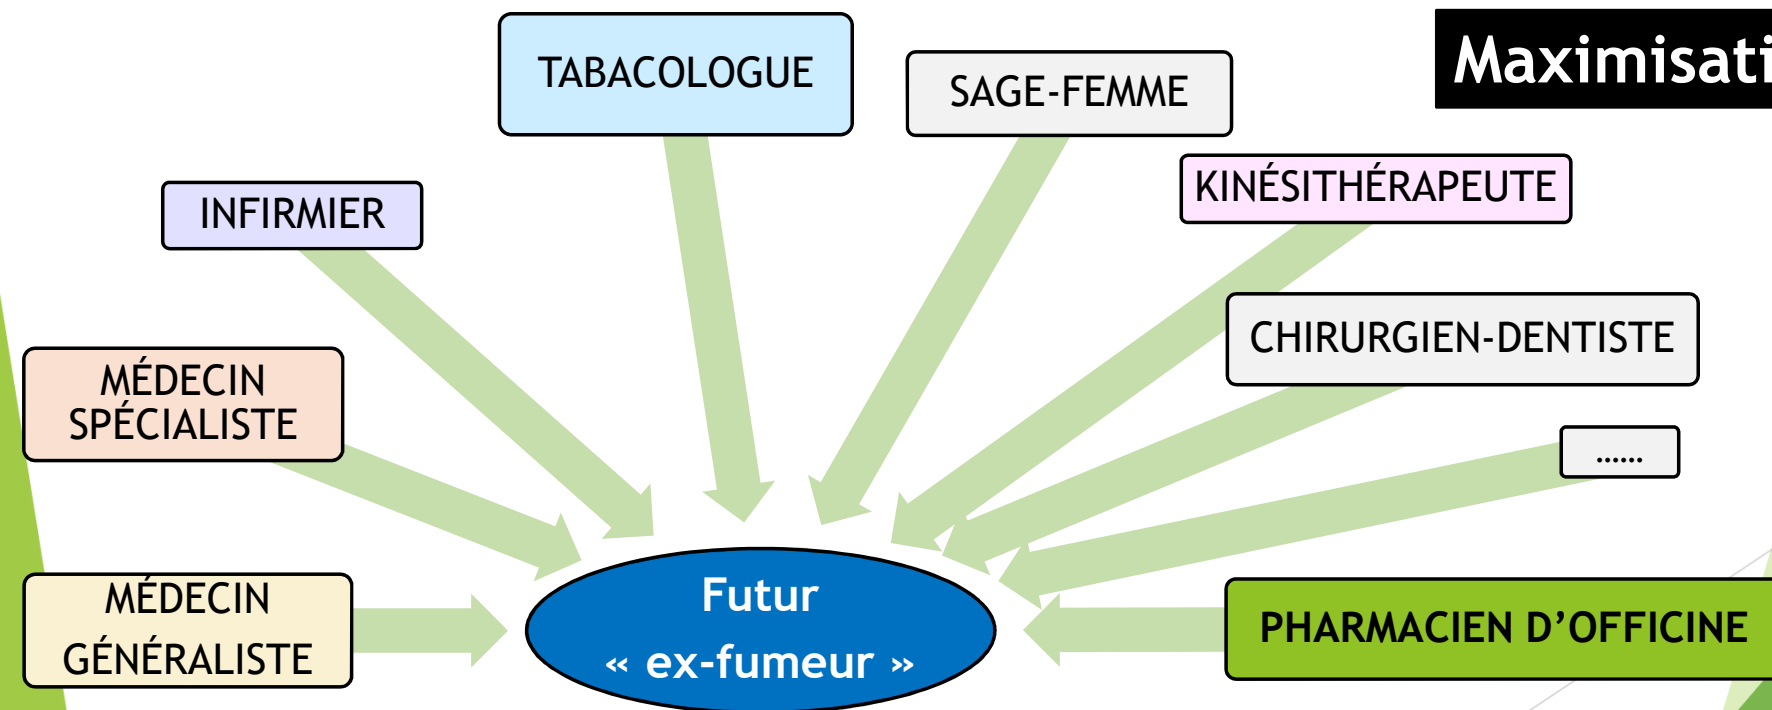 Maximisati
TABACOLOGUE
SAGE-FEMME
KINÉSITHÉRAPEUTE
INFIRMIER
CHIRURGIEN-DENTISTE
MÉDECIN
SPÉCIALISTE
......
MÉDECIN
GÉNÉRALISTE
Futur
« ex-fumeur »
PHARMACIEN D’OFFICINE